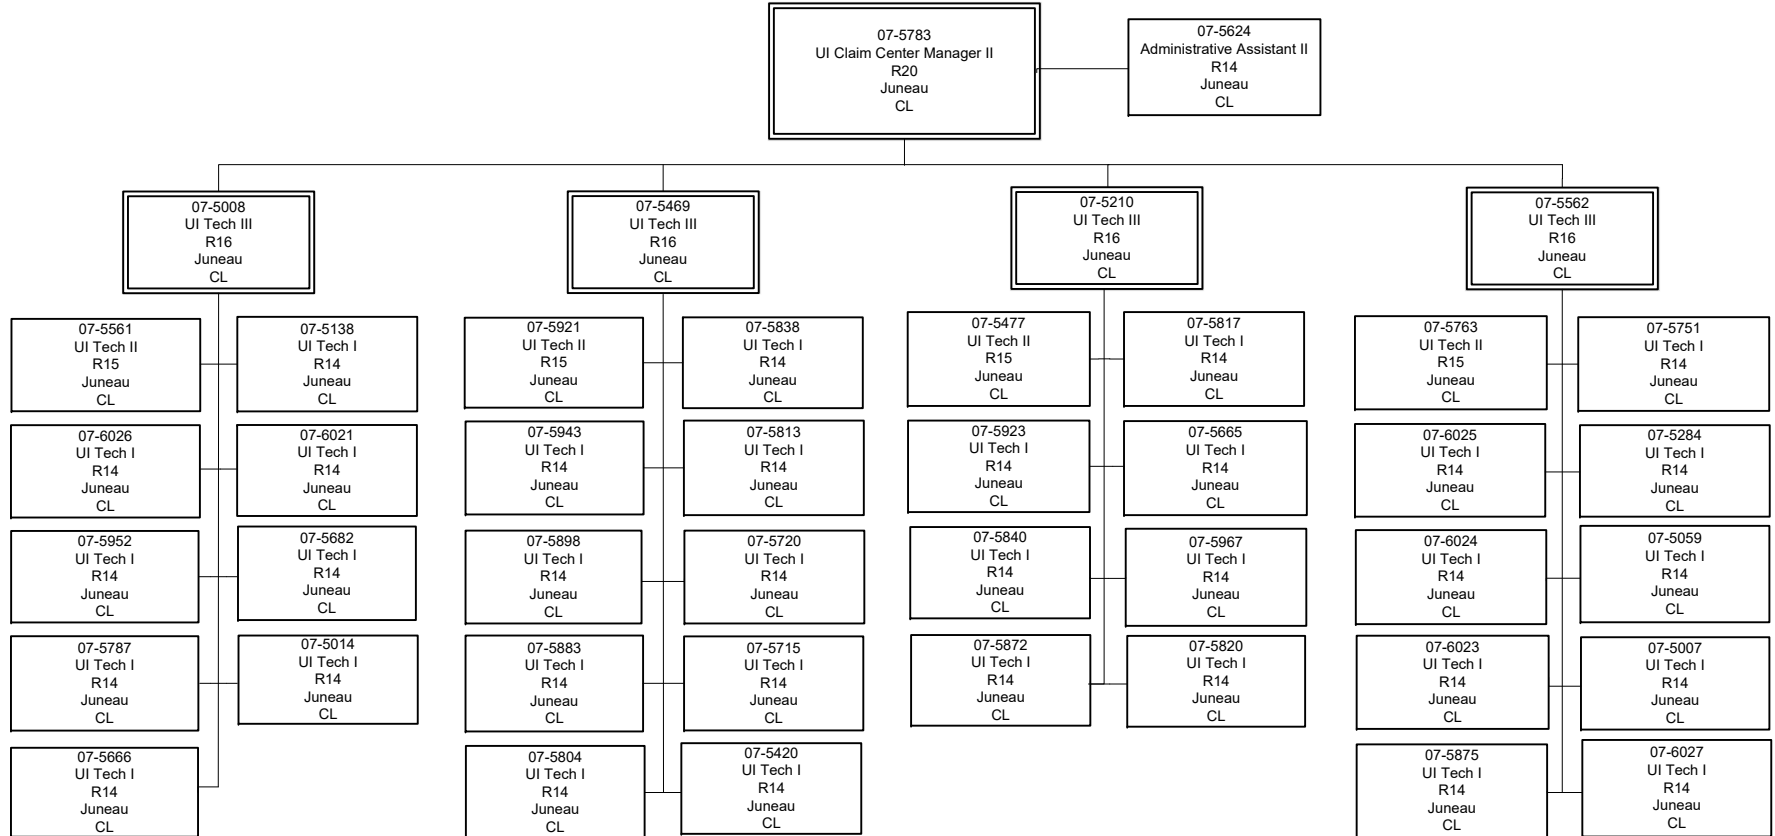 07-5783
UI Claim Center Manager II
R20
Juneau
CL
07-5624
Administrative Assistant II
R14
Juneau
CL
07-5008
UI Tech III
R16
Juneau
CL
07-5469
UI Tech III
R16
Juneau
CL
07-5210
UI Tech III
R16
Juneau
CL
07-5562
UI Tech III
R16
Juneau
CL
07-5561
UI Tech II
R15
Juneau
CL
07-5138
UI Tech I
R14
Juneau
CL
07-5921
UI Tech II
R15
Juneau
CL
07-5838
UI Tech I
R14
Juneau
CL
07-5477
UI Tech II
R15
Juneau
CL
07-5817
UI Tech I
R14
Juneau
CL
07-5763
UI Tech II
R15
Juneau
CL
07-5751
UI Tech I
R14
Juneau
CL
07-6026
UI Tech I
R14
Juneau
CL
07-6021
UI Tech I
R14
Juneau
CL
07-5943
UI Tech I
R14
Juneau
CL
07-5813
UI Tech I
R14
Juneau
CL
07-5923
UI Tech I
R14
Juneau
CL
07-5665
UI Tech I
R14
Juneau
CL
07-6025
UI Tech I
R14
Juneau
CL
07-5284
UI Tech I
R14
Juneau
CL
07-5952
UI Tech I
R14
Juneau
CL
07-5682
UI Tech I
R14
Juneau
CL
07-5898
UI Tech I
R14
Juneau
CL
07-5720
UI Tech I
R14
Juneau
CL
07-5840
UI Tech I
R14
Juneau
CL
07-5967
UI Tech I
R14
Juneau
CL
07-6024
UI Tech I
R14
Juneau
CL
07-5059
UI Tech I
R14
Juneau
CL
07-5787
UI Tech I
R14
Juneau
CL
07-5014
UI Tech I
R14
Juneau
CL
07-5883
UI Tech I
R14
Juneau
CL
07-5715
UI Tech I
R14
Juneau
CL
07-5872
UI Tech I
R14
Juneau
CL
07-5820
UI Tech I
R14
Juneau
CL
07-6023
UI Tech I
R14
Juneau
CL
07-5007
UI Tech I
R14
Juneau
CL
07-5666
UI Tech I
R14
Juneau
CL
07-5804
UI Tech I
R14
Juneau
CL
07-5420
UI Tech I
R14
Juneau
CL
07-5875
UI Tech I
R14
Juneau
CL
07-6027
UI Tech I
R14
Juneau
CL